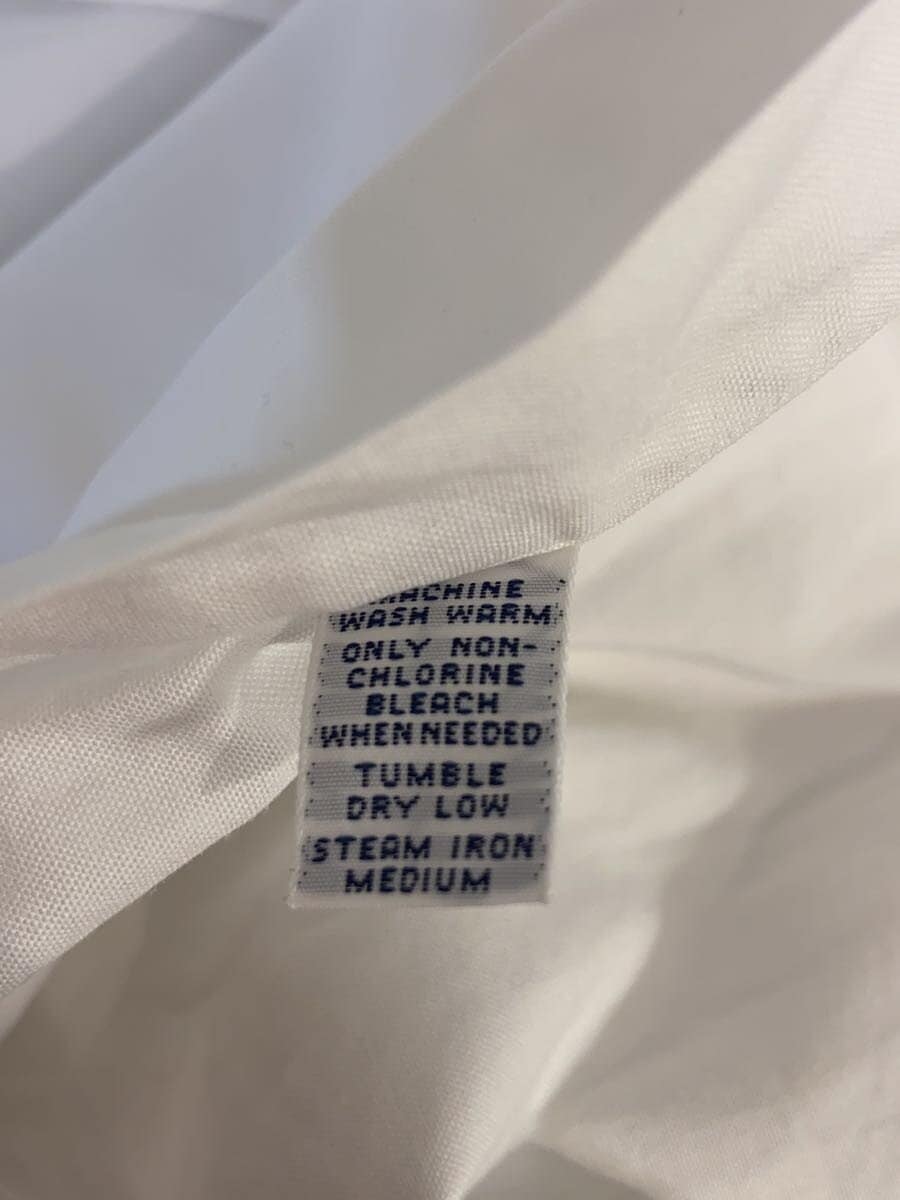 MACHINE
WASH WARM
ONLY NON-
CHLORINE
BLEACH
WHEN NEEDED
TUMBLE
DRY LOW
STEAM IRON
MEDIUM